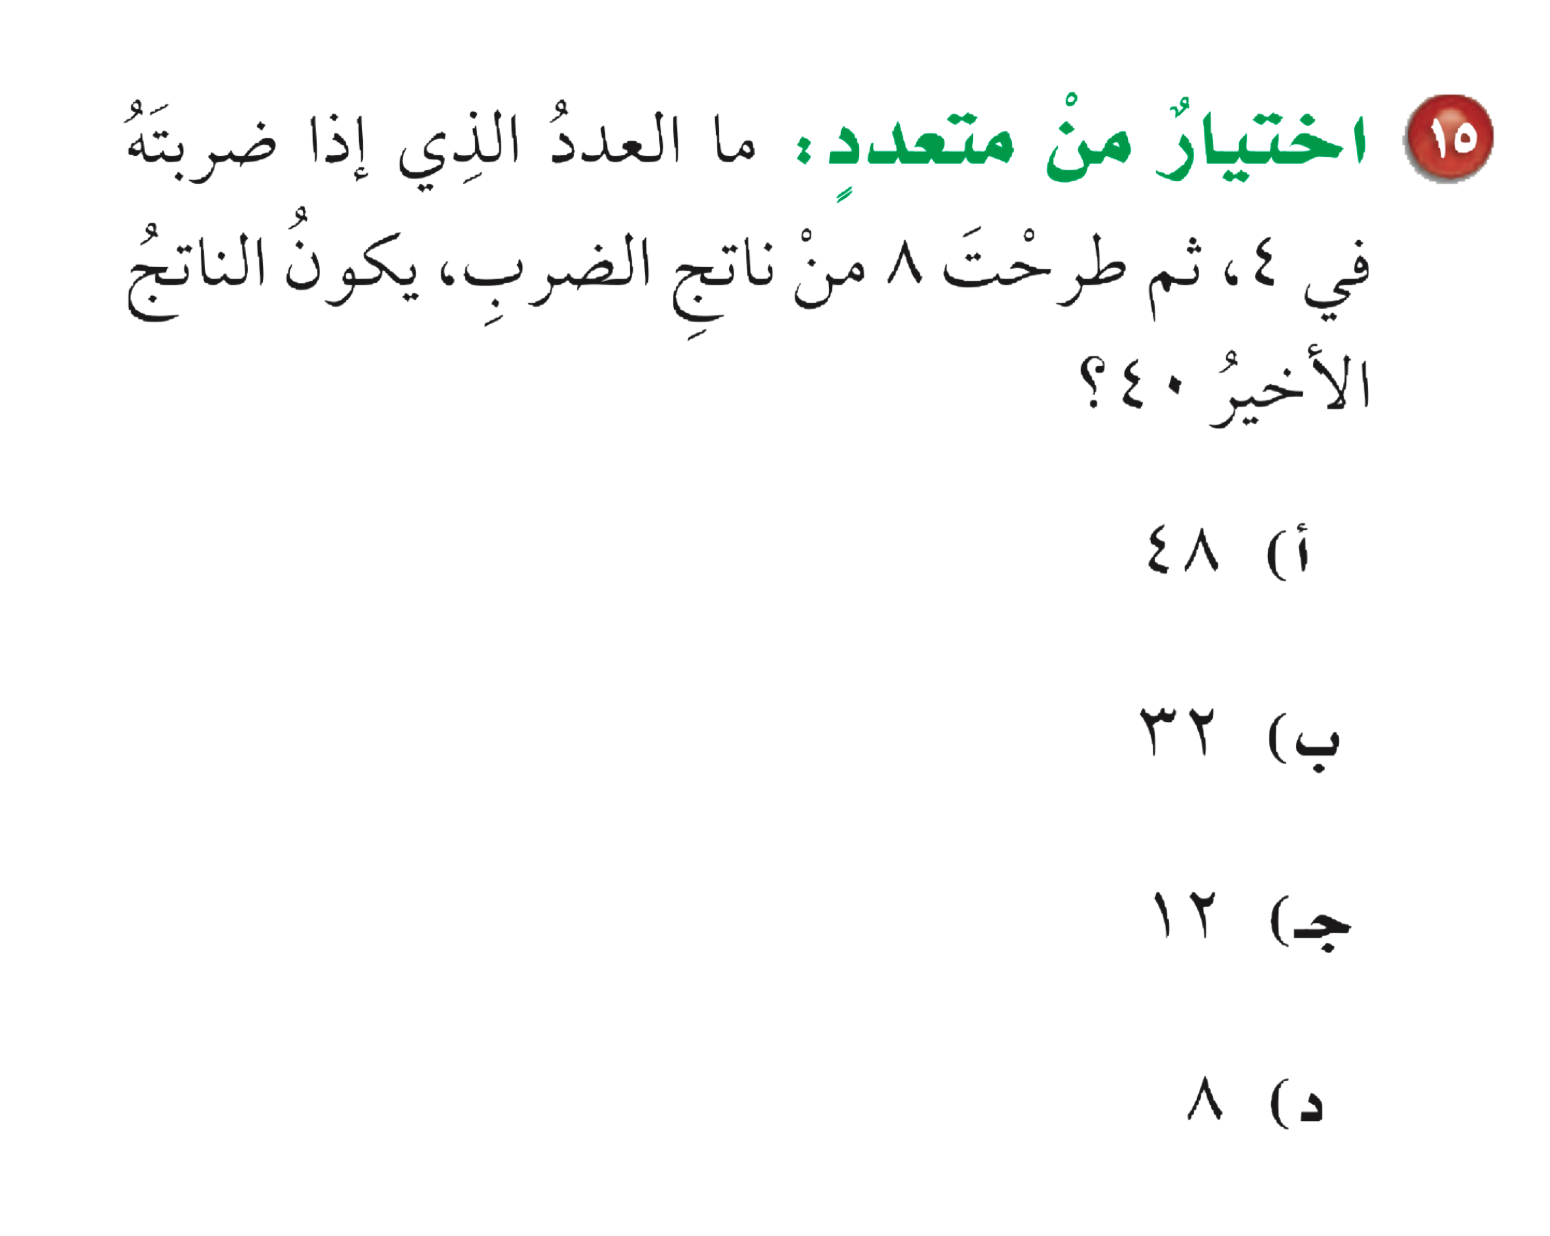 ١٥ اختيارٌ منْ متعددٍ: ما العددُ الذِي إذا ضربتَهُ
في ٤، ثم طرحْتَ ٨ منْ ناتجِ الضربِ، يكونُ الناتجُ
الأخيرُ ٤٠؟
أ) ٤٨
ب) ٣٢
جـ) ١٢
د) ٨